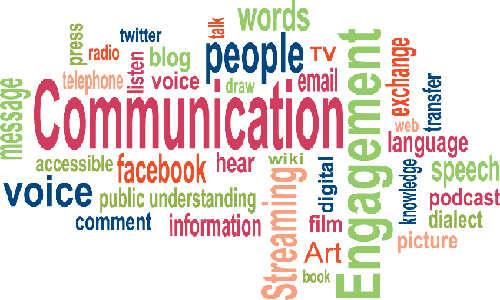 words
twitter
press
talk
radio
listen
blog
people
TV
exchange
message
telephone
voice
draw
email
Engagement
transfer
Communication
web
language
accessible
facebook
hear
wiki
digital
knowledge
speech
voice
public understanding
Streaming
podcast
comment
information
film
dialect
Art
picture
book